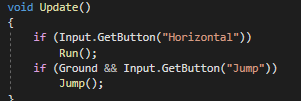 void Update()
{
if (Input.GetButton("Horizontal"))
Run();
if (Ground && Input.GetButton("Jump"))
Jump();
}